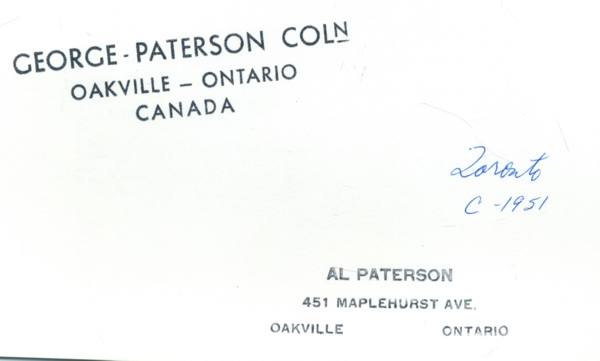 GEORGE - PATERSON COLN
OAKVILLE - ONTARIO
CANADA
Toronto
C -1951
AL PATERSON
451 MAPLEHURST AVE.
OAKVILLE ONTARIO